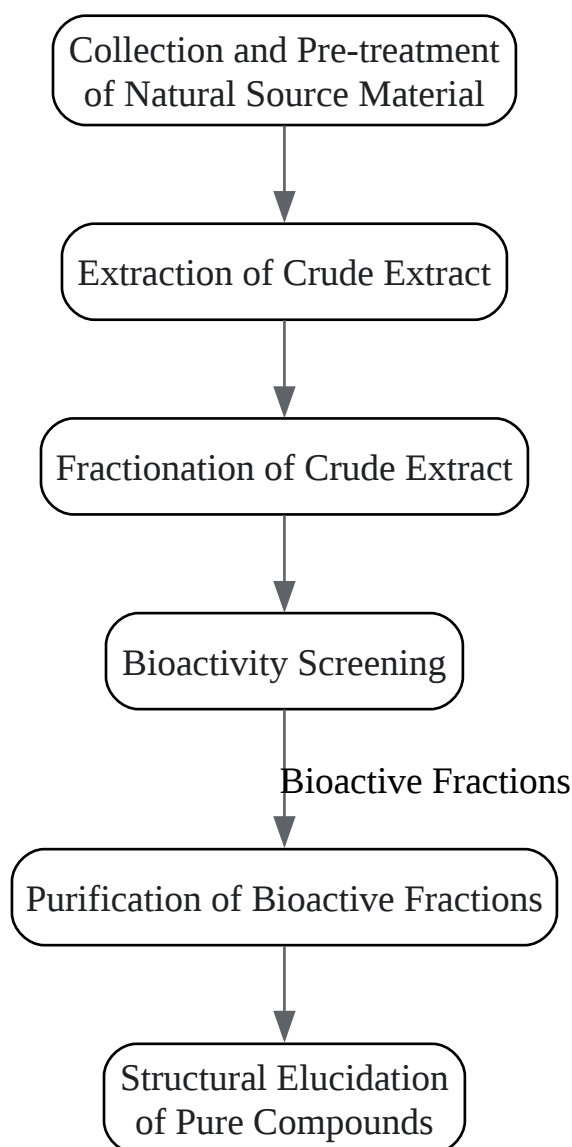 Collection and Pre-treatment
of Natural Source Material
Extraction of Crude Extract
Fractionation of Crude Extract
Bioactivity Screening
Bioactive Fractions
Purification of Bioactive Fractions
Structural Elucidation
of Pure Compounds